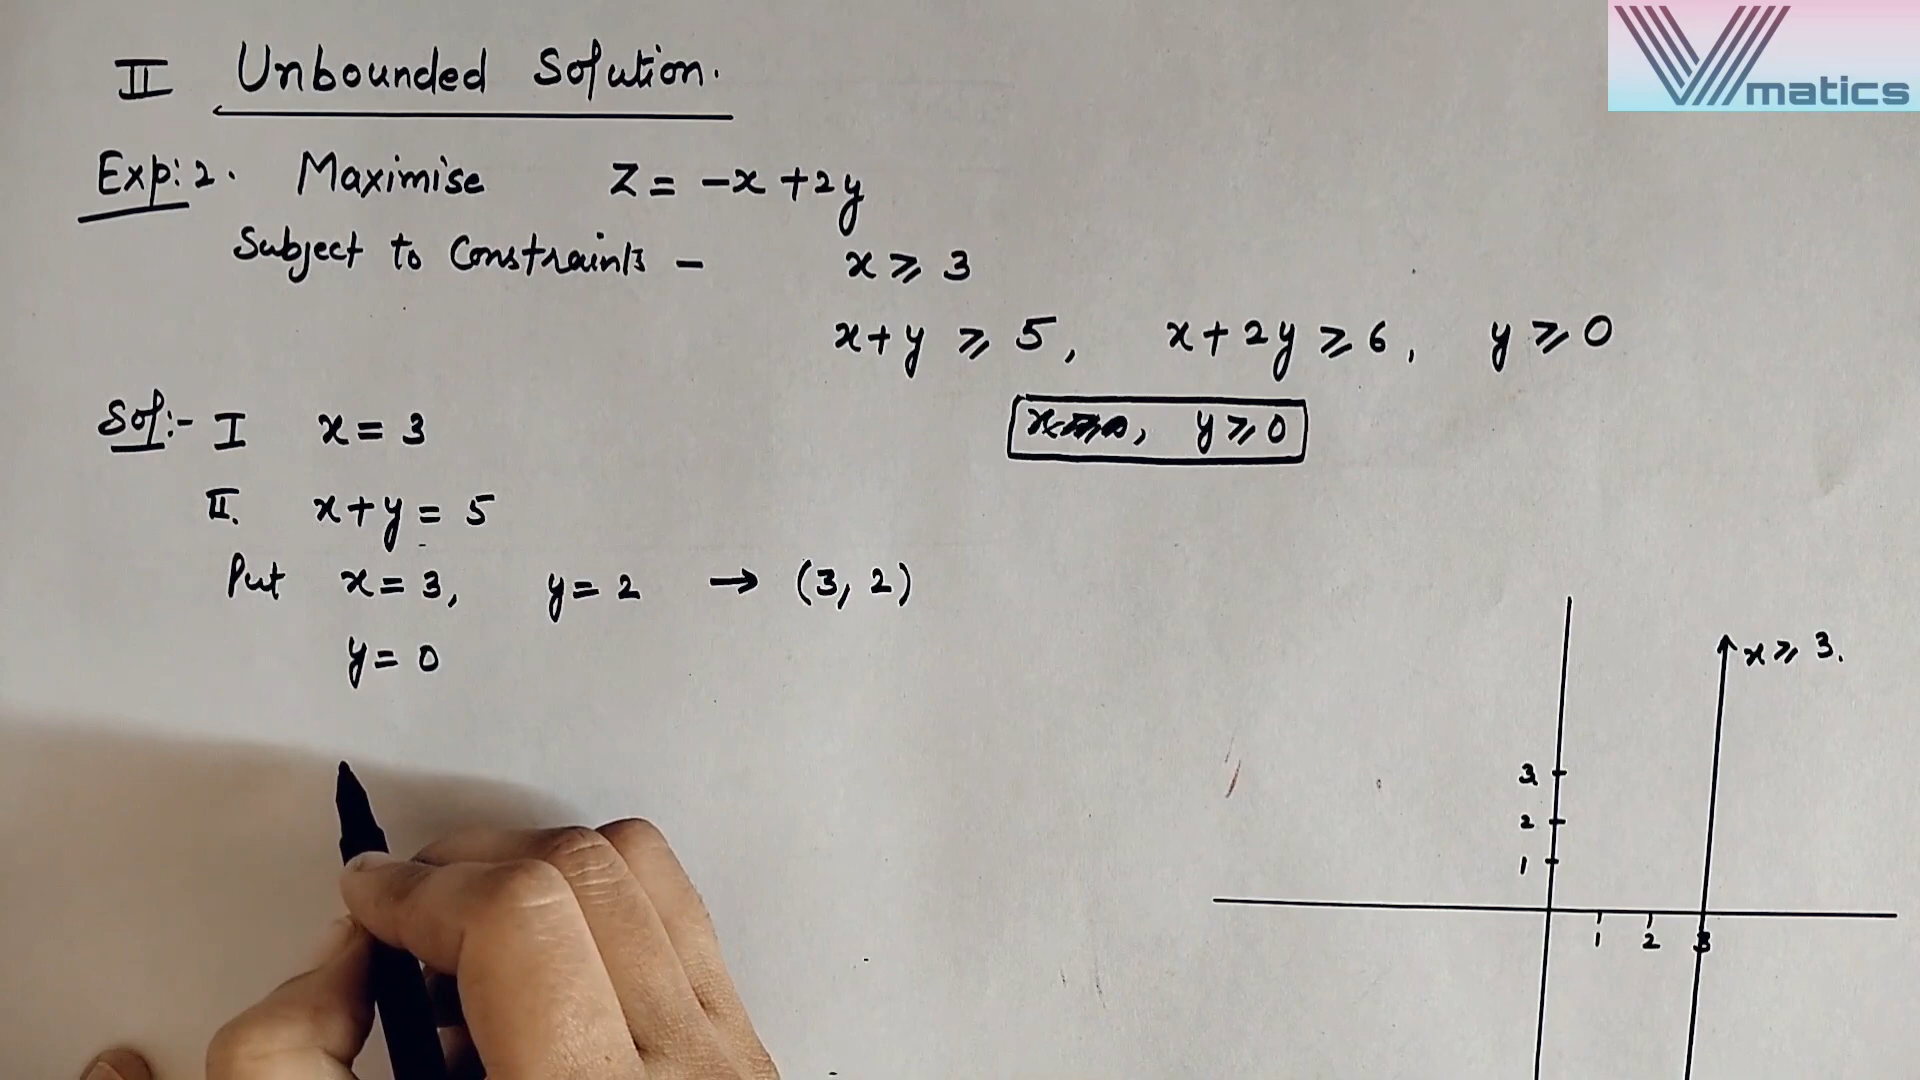 II Unbounded Solution.
Vmatics
Exp:2. Maximise Z = -x + 2y
Subject to Constraints - x ⩾ 3
x + y ⩾ 5, x + 2y ⩾ 6, y ⩾ 0
Sol:- I x = 3
, y ⩾ 0
II. x + y = 5
Put x = 3, y = 2 → (3, 2)
y = 0
x ⩾ 3.
3
2
1
1 2 3